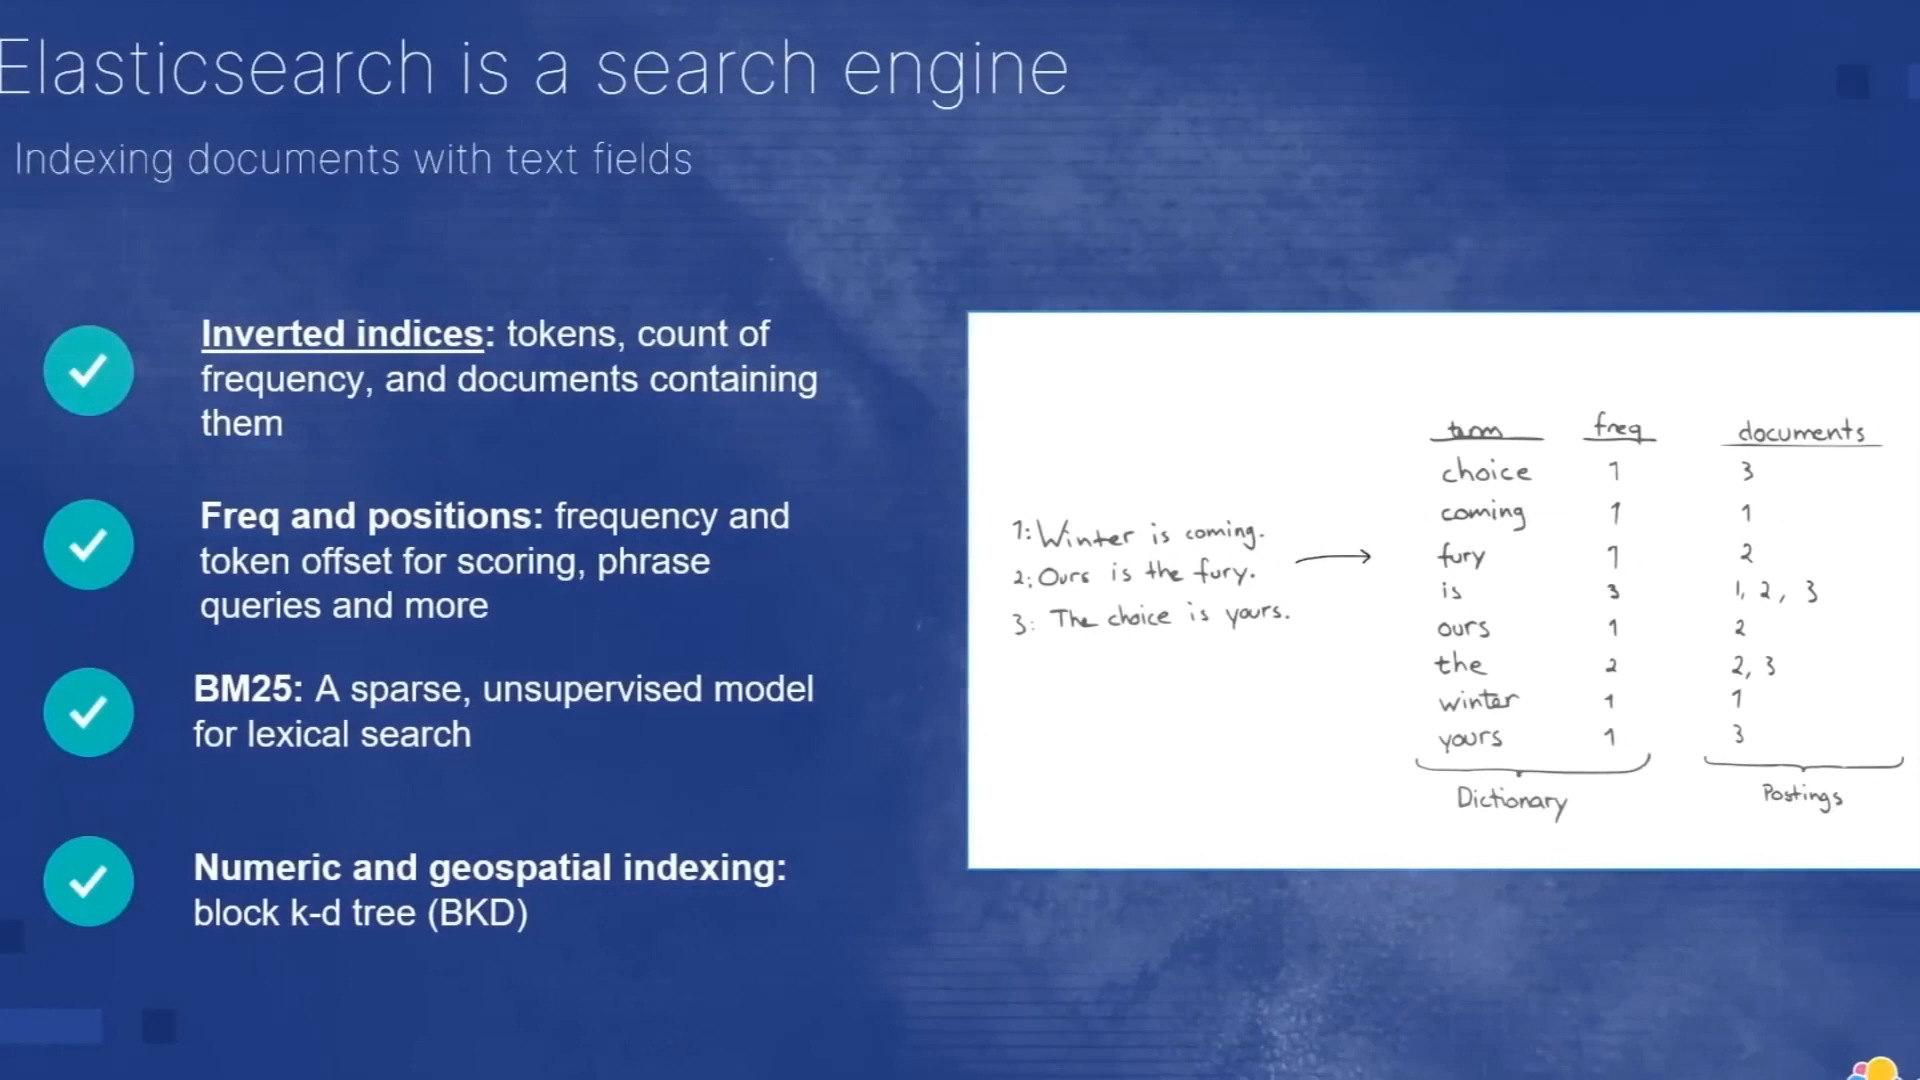 Elasticsearch is a search engine
Indexing documents with text fields
Inverted indices: tokens, count of
frequency, and documents containing
them
Freq and positions: frequency and
token offset for scoring, phrase
queries and more
BM25: A sparse, unsupervised model
for lexical search
Numeric and geospatial indexing:
block k-d tree (BKD)
1: Winter is coming.
2: Ours is the fury.
3: The choice is yours.
term freq documents
choice 1 3
coming 1 1
fury 1 2
is 3 1, 2, 3
ours 1 2
the 2 2, 3
winter 1 1
yours 1 3
Dictionary Postings